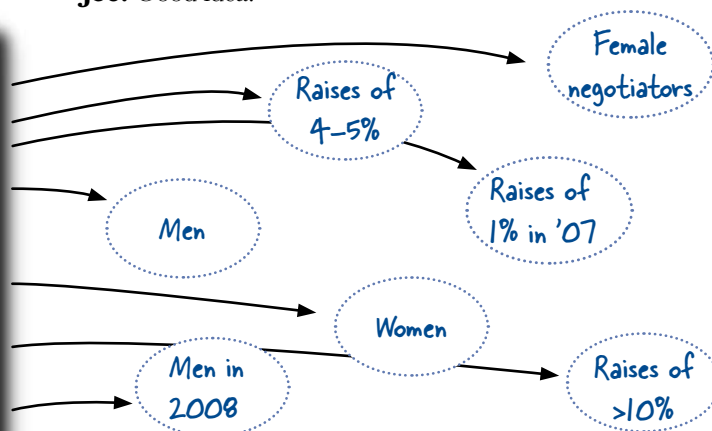 Joe: Good idea.
Female
negotiators
Raises of
4–5%
Raises of
1% in '07
Men
Women
Men in
2008
Raises of
>10%